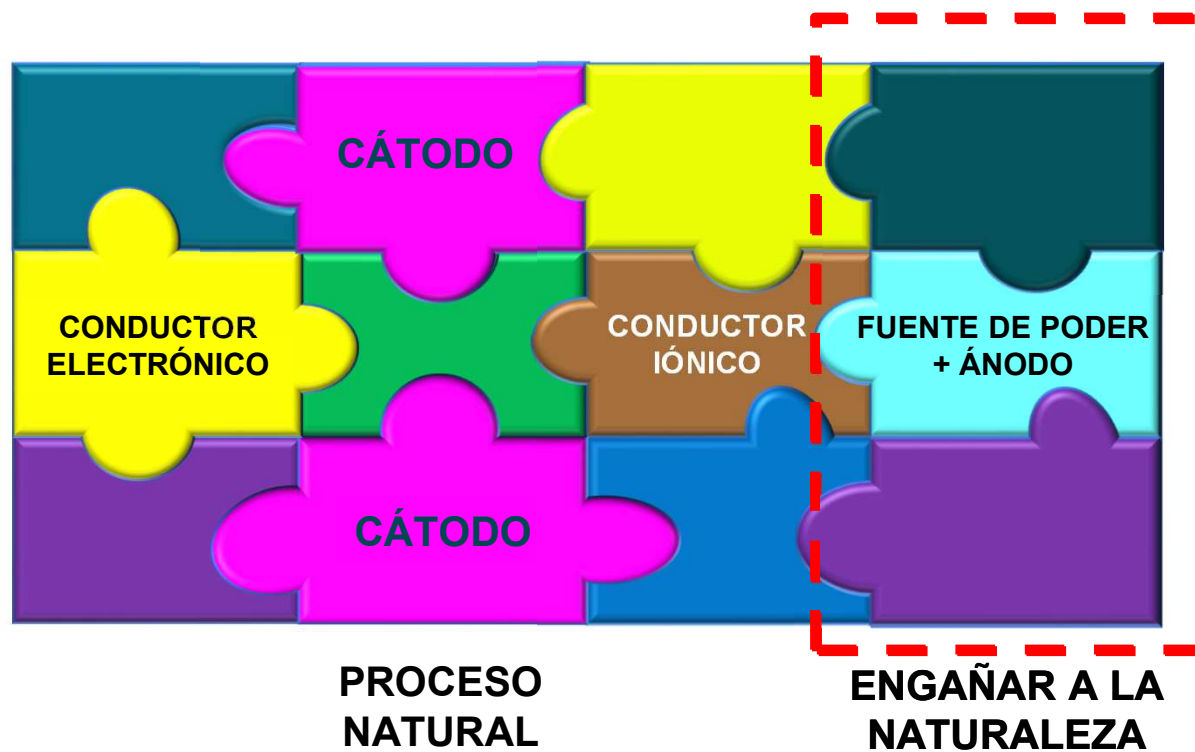 CÁTODO
CONDUCTOR
ELECTRÓNICO
CONDUCTOR
IÓNICO
FUENTE DE PODER
+ ÁNODO
CÁTODO
PROCESO
NATURAL
ENGAÑAR A LA
NATURALEZA